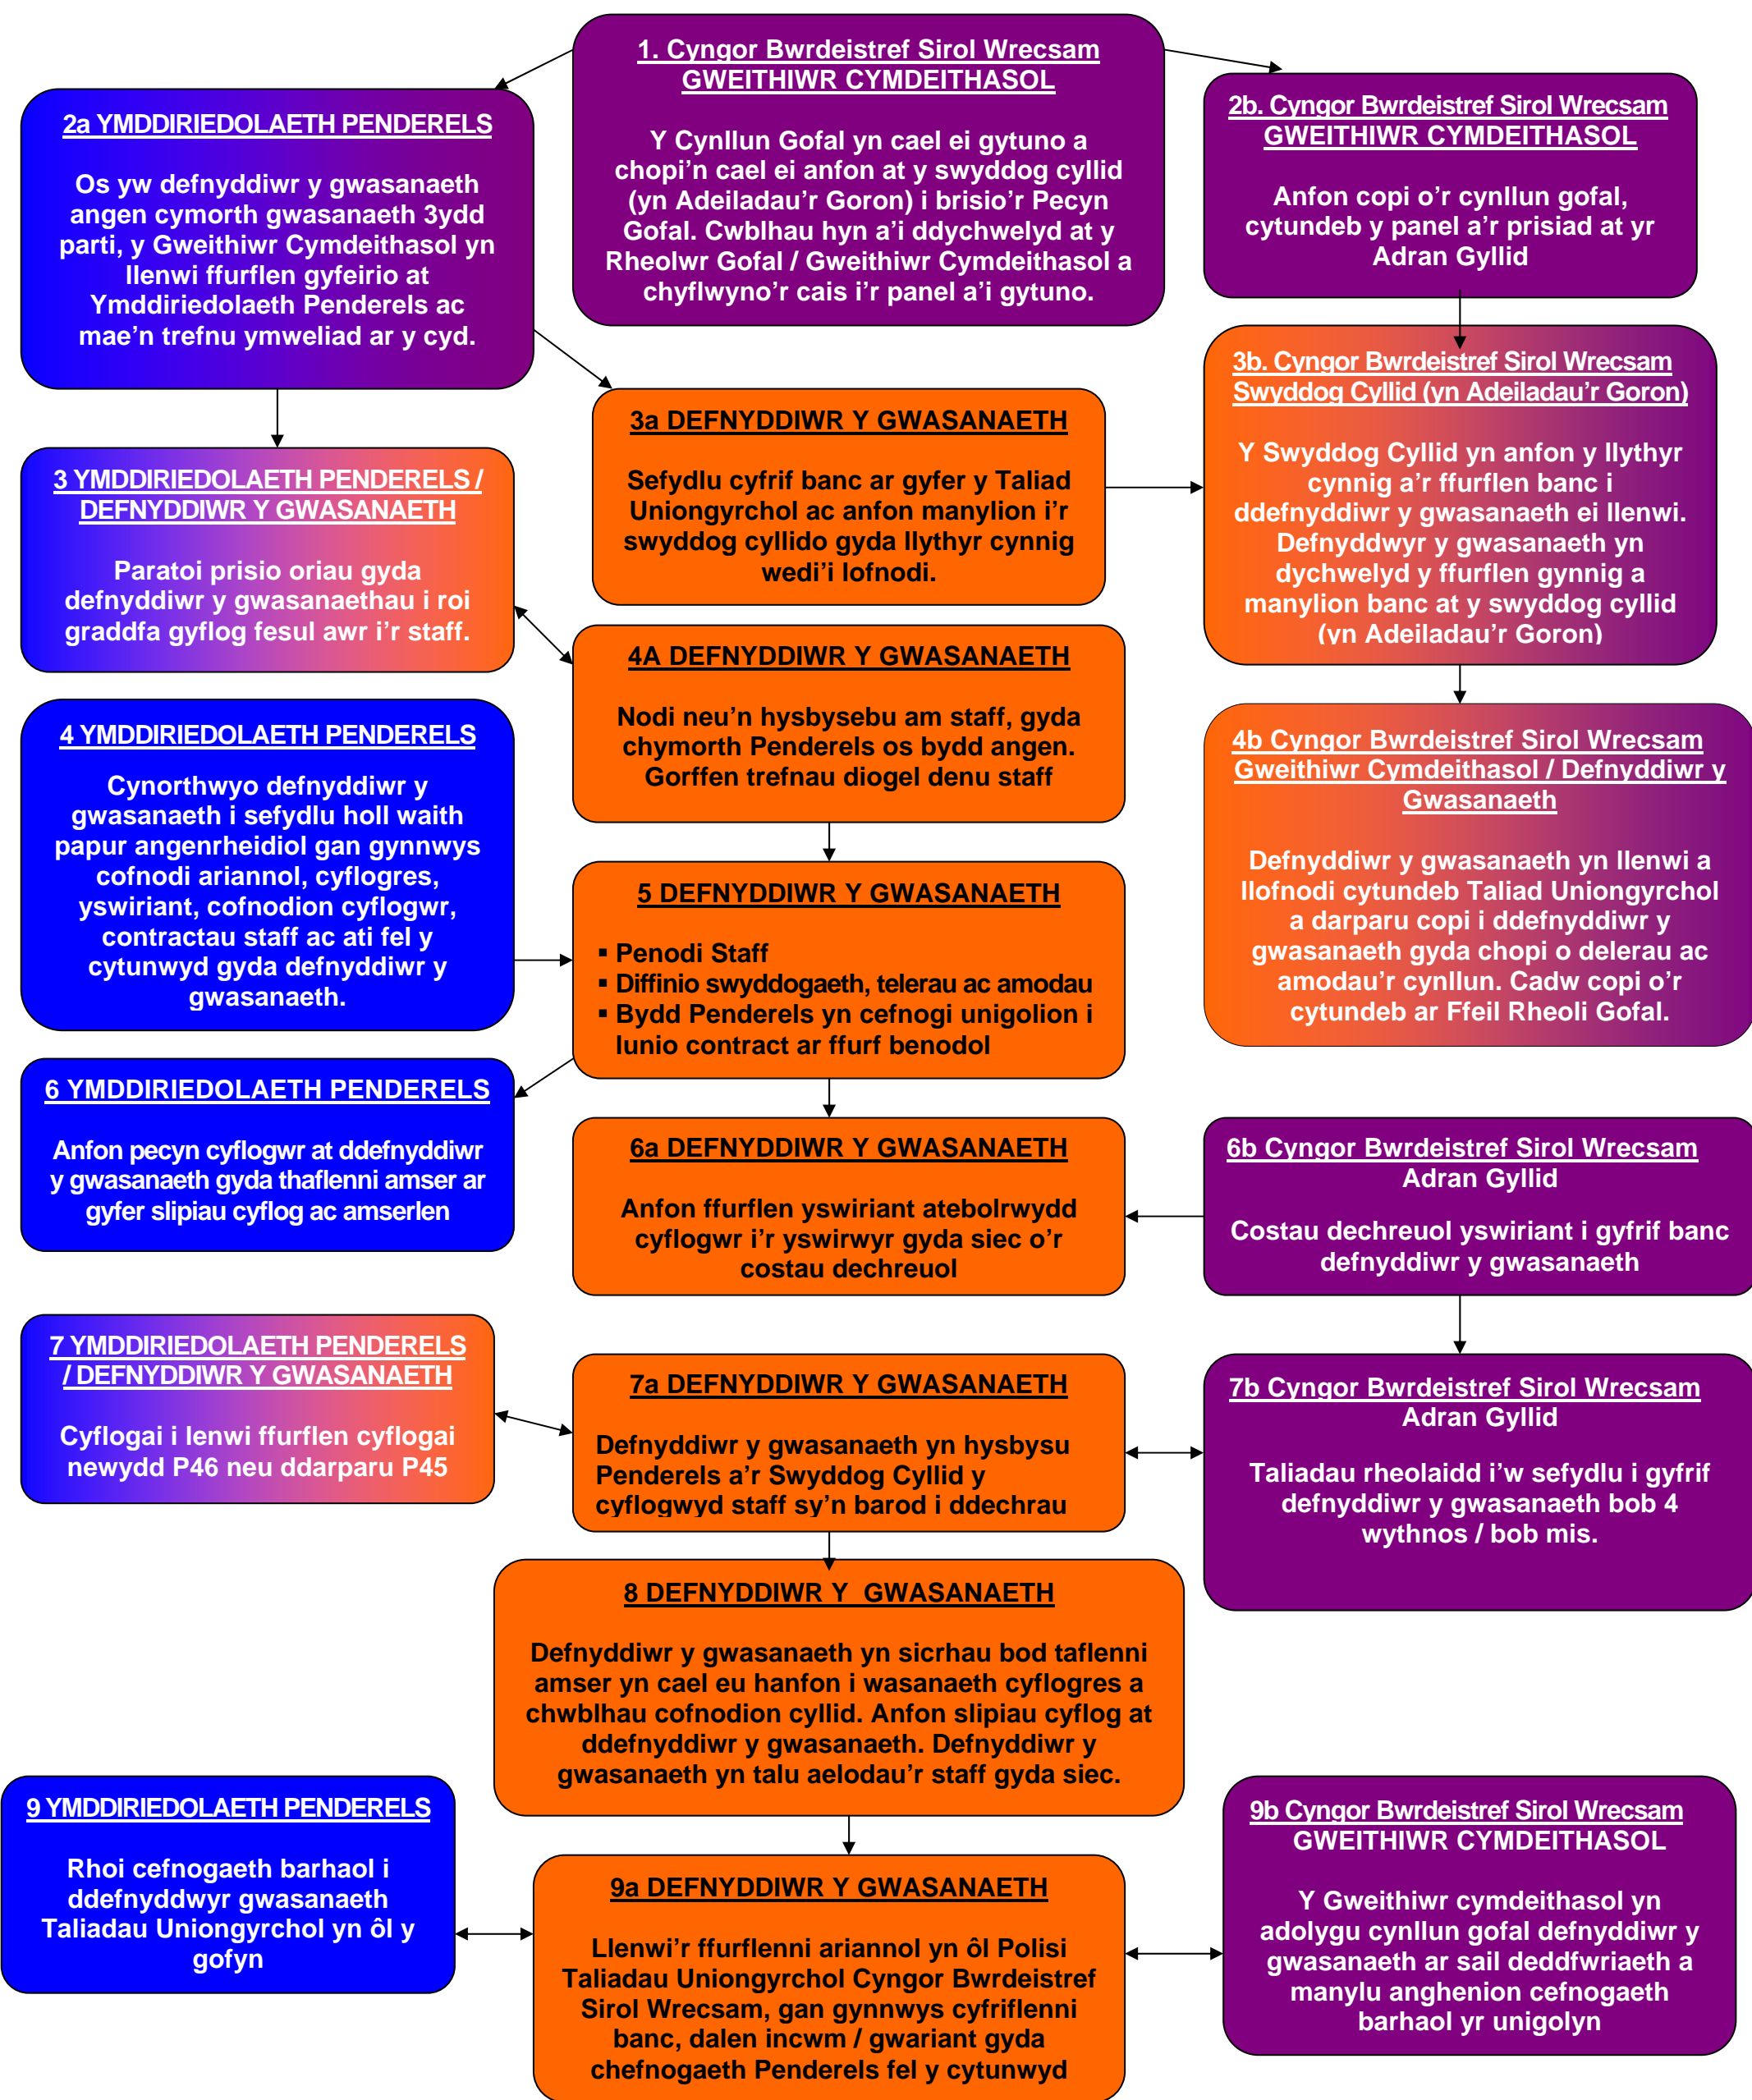 1. Cyngor Bwrdeistref Sirol Wrecsam
GWEITHIWR CYMDEITHASOL
Y Cynllun Gofal yn cael ei gytuno a
chopi’n cael ei anfon at y swyddog cyllid
(yn Adeiladau’r Goron) i brisio’r Pecyn
Gofal. Cwblhau hyn a’i ddychwelyd at y
Rheolwr Gofal / Gweithiwr Cymdeithasol a
chyflwyno’r cais i’r panel a’i gytuno.
2a YMDDIRIEDOLAETH PENDERELS
Os yw defnyddiwr y gwasanaeth
angen cymorth gwasanaeth 3ydd
parti, y Gweithiwr Cymdeithasol yn
llenwi ffurflen gyfeirio at
Ymddiriedolaeth Penderels ac
mae’n trefnu ymweliad ar y cyd.
2b. Cyngor Bwrdeistref Sirol Wrecsam
GWEITHIWR CYMDEITHASOL
Anfon copi o’r cynllun gofal,
cytundeb y panel a’r prisiad at yr
Adran Gyllid
3 YMDDIRIEDOLAETH PENDERELS /
DEFNYDDIWR Y GWASANAETH
Paratoi prisio oriau gyda
defnyddiwr y gwasanaethau i roi
graddfa gyflog fesul awr i’r staff.
3a DEFNYDDIWR Y GWASANAETH
Sefydlu cyfrif banc ar gyfer y Taliad
Uniongyrchol ac anfon manylion i’r
swyddog cyllido gyda llythyr cynnig
wedi’i lofnodi.
3b. Cyngor Bwrdeistref Sirol Wrecsam
Swyddog Cyllid (yn Adeiladau’r Goron)
Y Swyddog Cyllid yn anfon y llythyr
cynnig a’r ffurflen banc i
ddefnyddiwr y gwasanaeth ei llenwi.
Defnyddwyr y gwasanaeth yn
dychwelyd y ffurflen gynnig a
manylion banc at y swyddog cyllid
(yn Adeiladau’r Goron)
4 YMDDIRIEDOLAETH PENDERELS
Cynorthwyo defnyddiwr y
gwasanaeth i sefydlu holl waith
papur angenrheidiol gan gynnwys
cofnodi ariannol, cyflogres,
yswiriant, cofnodion cyflogwr,
contractau staff ac ati fel y
cytunwyd gyda defnyddiwr y
gwasanaeth.
4A DEFNYDDIWR Y GWASANAETH
Nodi neu’n hysbysebu am staff, gyda
chymorth Penderels os bydd angen.
Gorffen trefnau diogel denu staff
4b Cyngor Bwrdeistref Sirol Wrecsam
Gweithiwr Cymdeithasol / Defnyddiwr y
Gwasanaeth
Defnyddiwr y gwasanaeth yn llenwi a
llofnodi cytundeb Taliad Uniongyrchol
a darparu copi i ddefnyddiwr y
gwasanaeth gyda chopi o delerau ac
amodau’r cynllun. Cadw copi o’r
cytundeb ar Ffeil Rheoli Gofal.
5 DEFNYDDIWR Y GWASANAETH
▪ Penodi Staff
▪ Diffinio swyddogaeth, telerau ac amodau
▪ Bydd Penderels yn cefnogi unigolion i
lunio contract ar ffurf benodol
6 YMDDIRIEDOLAETH PENDERELS
Anfon pecyn cyflogwr at ddefnyddiwr
y gwasanaeth gyda thaflenni amser ar
gyfer slipiau cyflog ac amserlen
6a DEFNYDDIWR Y GWASANAETH
Anfon ffurflen yswiriant atebolrwydd
cyflogwr i’r yswirwyr gyda siec o’r
costau dechreuol
6b Cyngor Bwrdeistref Sirol Wrecsam
Adran Gyllid
Costau dechreuol yswiriant i gyfrif banc
defnyddiwr y gwasanaeth
7 YMDDIRIEDOLAETH PENDERELS
/ DEFNYDDIWR Y GWASANAETH
Cyflogai i lenwi ffurflen cyflogai
newydd P46 neu ddarparu P45
7a DEFNYDDIWR Y GWASANAETH
Defnyddiwr y gwasanaeth yn hysbysu
Penderels a’r Swyddog Cyllid y
cyflogwyd staff sy’n barod i ddechrau
7b Cyngor Bwrdeistref Sirol Wrecsam
Adran Gyllid
Taliadau rheolaidd i’w sefydlu i gyfrif
defnyddiwr y gwasanaeth bob 4
wythnos / bob mis.
8 DEFNYDDIWR Y GWASANAETH
Defnyddiwr y gwasanaeth yn sicrhau bod taflenni
amser yn cael eu hanfon i wasanaeth cyflogres a
chwblhau cofnodion cyllid. Anfon slipiau cyflog at
ddefnyddiwr y gwasanaeth. Defnyddiwr y
gwasanaeth yn talu aelodau’r staff gyda siec.
9 YMDDIRIEDOLAETH PENDERELS
Rhoi cefnogaeth barhaol i
ddefnyddwyr gwasanaeth
Taliadau Uniongyrchol yn ôl y
gofyn
9a DEFNYDDIWR Y GWASANAETH
Llenwi’r ffurflenni ariannol yn ôl Polisi
Taliadau Uniongyrchol Cyngor Bwrdeistref
Sirol Wrecsam, gan gynnwys cyfriflenni
banc, dalen incwm / gwariant gyda
chefnogaeth Penderels fel y cytunwyd
9b Cyngor Bwrdeistref Sirol Wrecsam
GWEITHIWR CYMDEITHASOL
Y Gweithiwr cymdeithasol yn
adolygu cynllun gofal defnyddiwr y
gwasanaeth ar sail deddfwriaeth a
manylu anghenion cefnogaeth
barhaol yr unigolyn